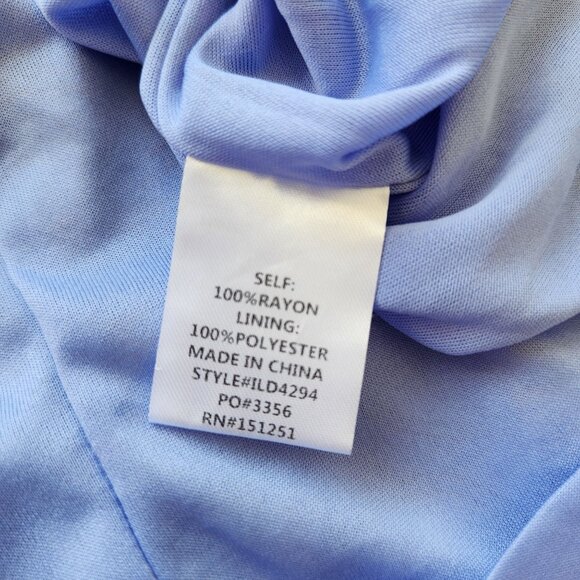 SELF:
100%RAYON
LINING:
100%POLYESTER
MADE IN CHINA
STYLE#ILD4294
PO#3356
RN#151251